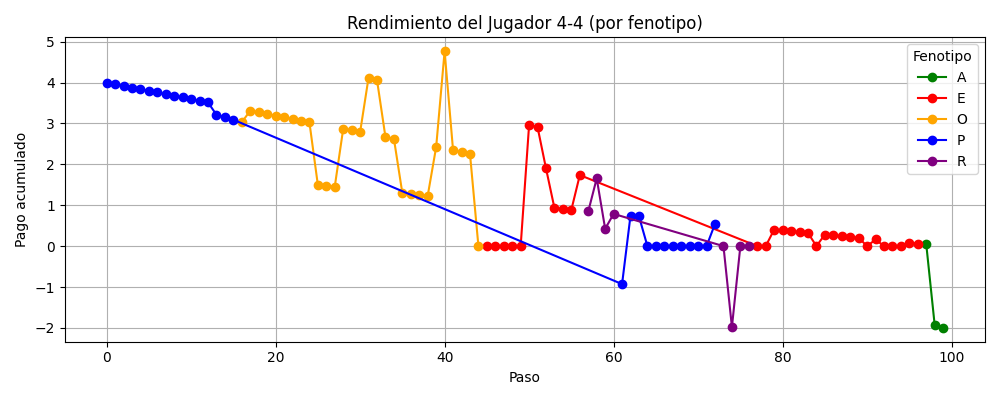 Rendimiento del Jugador 4-4 (por fenotipo)
Pago acumulado
5
4
3
2
1
0
−1
−2
Fenotipo
A
E
O
P
R
0 20 40 60 80 100
Paso